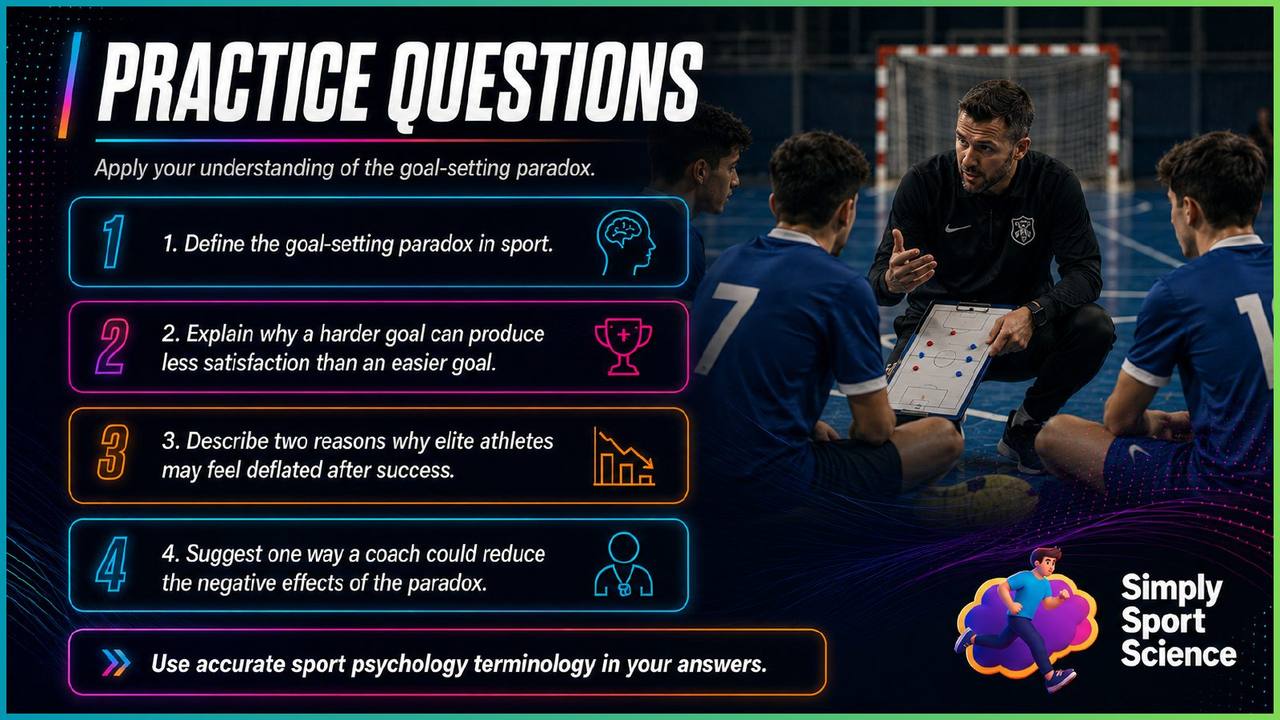 PRACTICE QUESTIONS
Apply your understanding of the goal-setting paradox.
1
1. Define the goal-setting paradox in sport.
2
2. Explain why a harder goal can produce
less satisfaction than an easier goal.
3
3. Describe two reasons why elite athletes
may feel deflated after success.
4
4. Suggest one way a coach could reduce
the negative effects of the paradox.
Use accurate sport psychology terminology in your answers.
7
1
Simply
Sport
Science